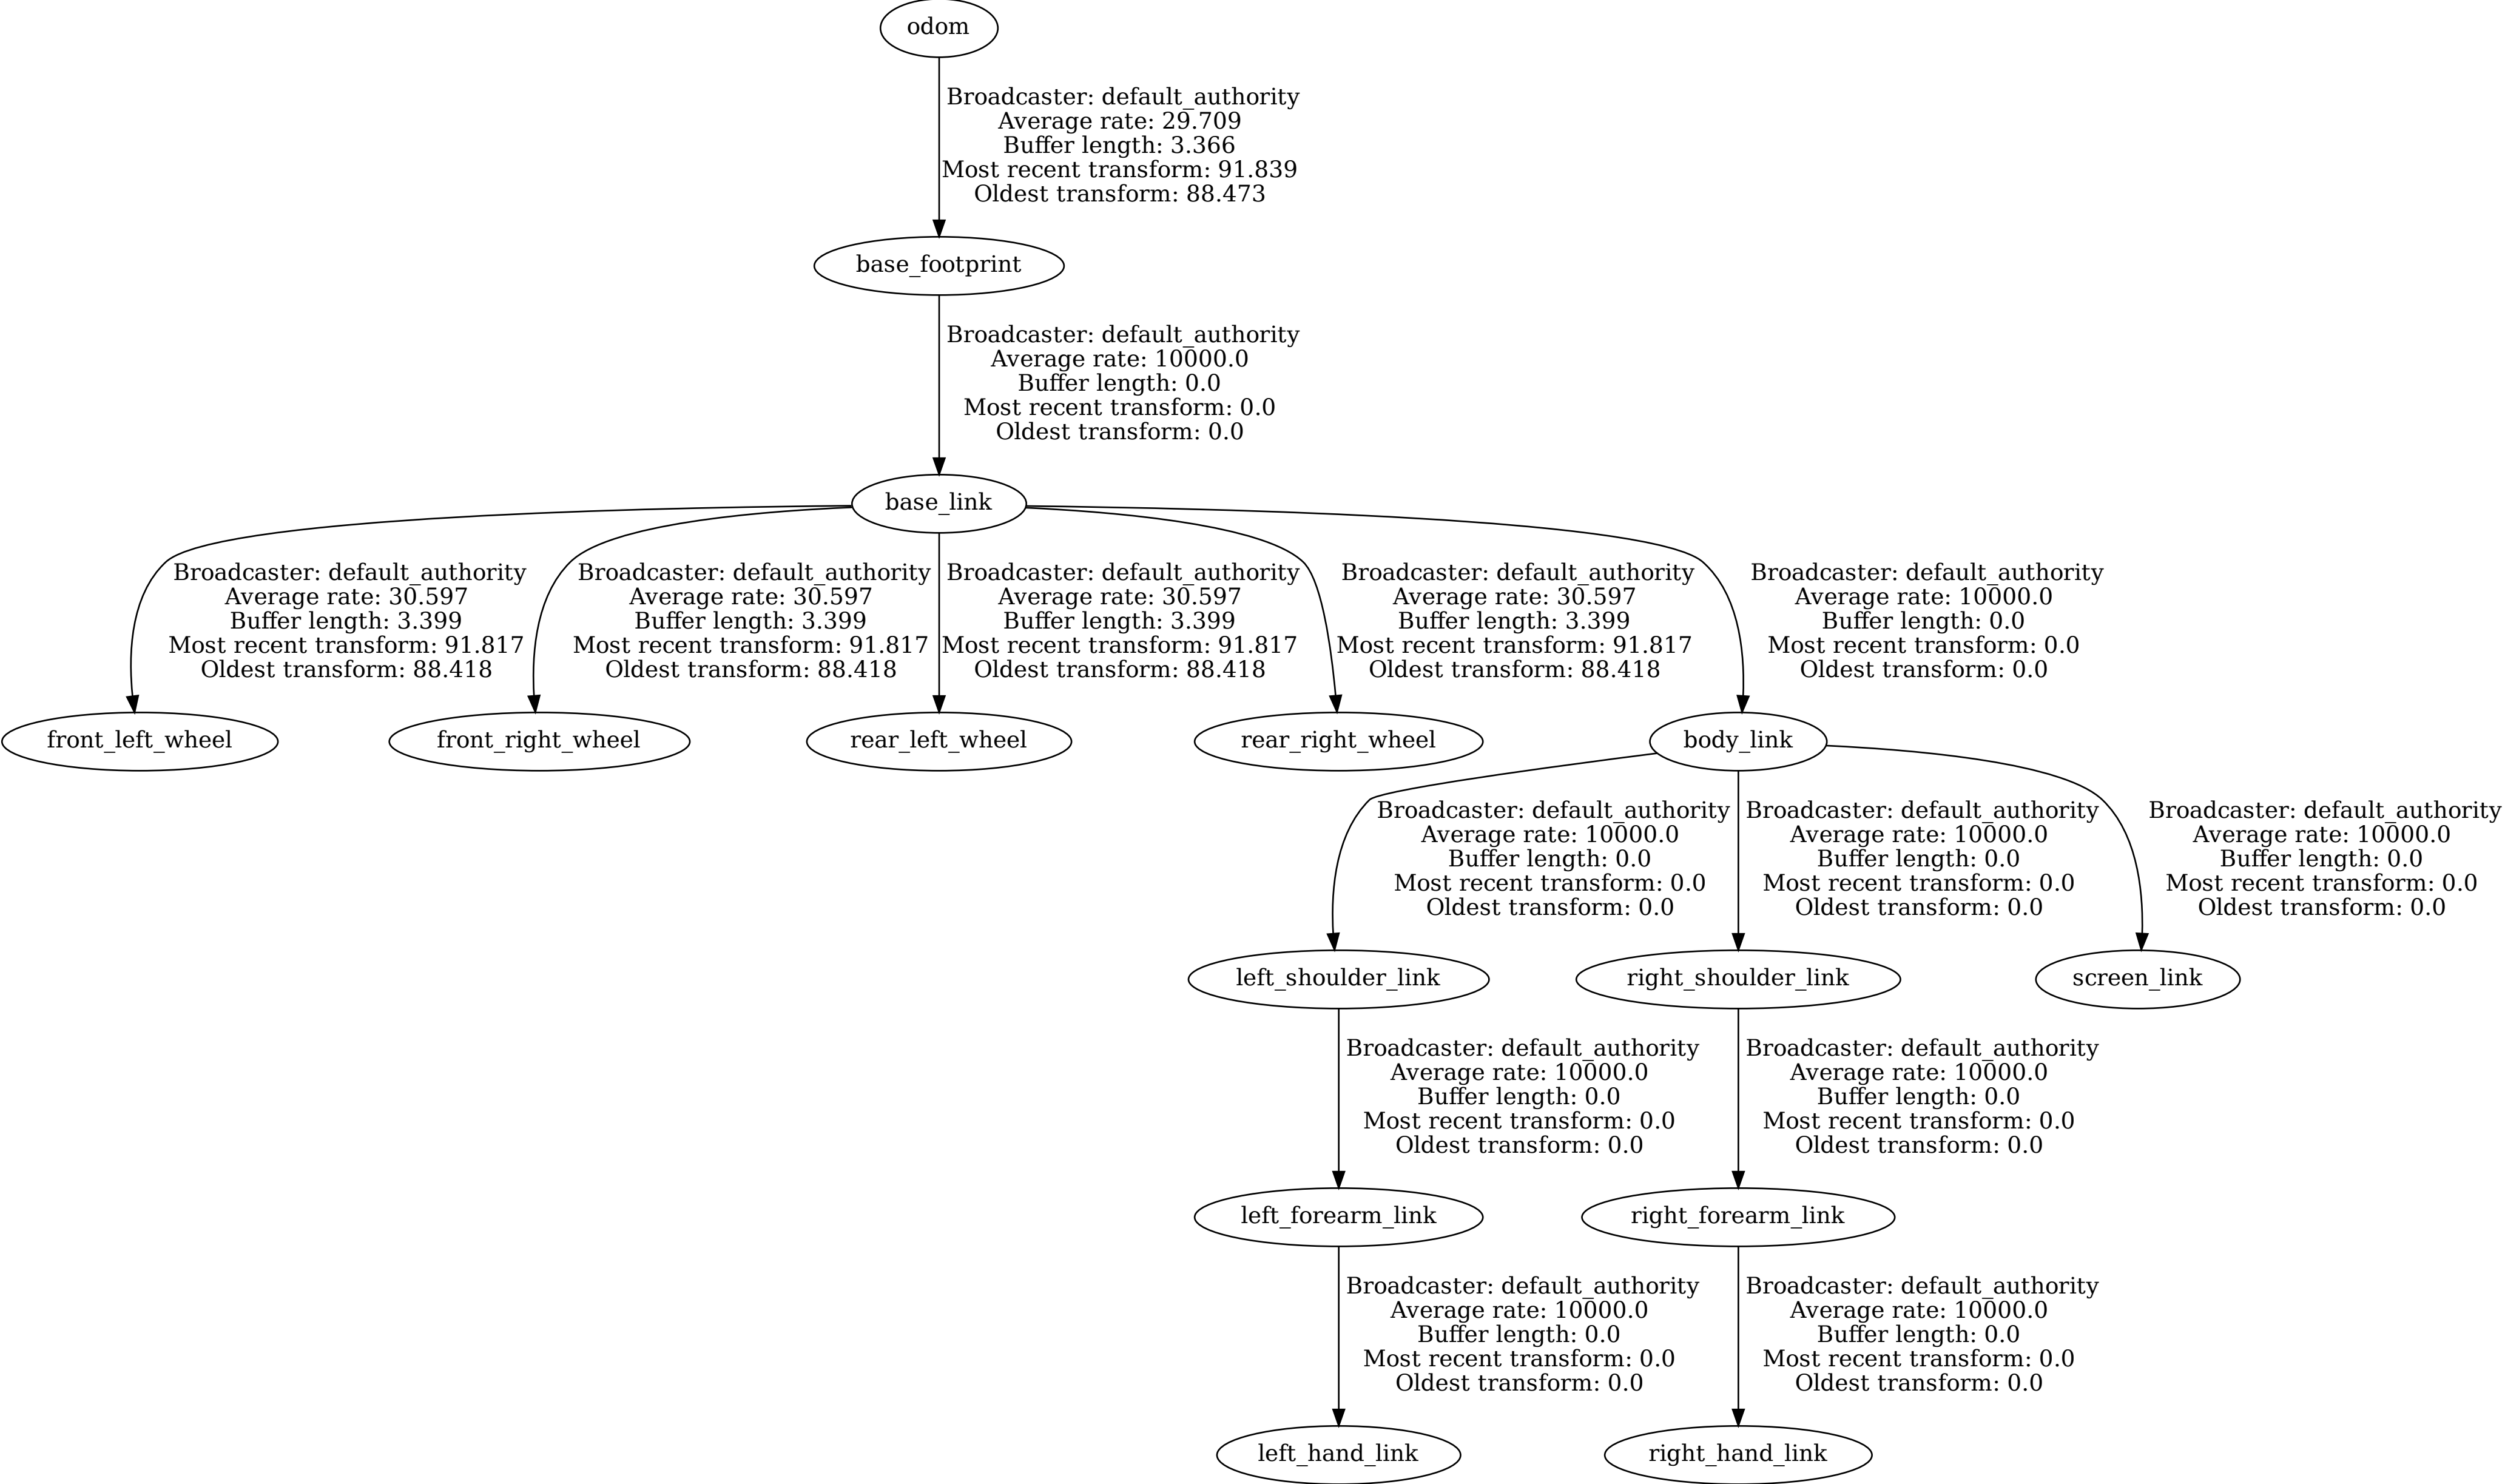 odom
Broadcaster: default_authority
Average rate: 29.709
Buffer length: 3.366
Most recent transform: 91.839
Oldest transform: 88.473
base_footprint
Broadcaster: default_authority
Average rate: 10000.0
Buffer length: 0.0
Most recent transform: 0.0
Oldest transform: 0.0
base_link
Broadcaster: default_authority
Average rate: 30.597
Buffer length: 3.399
Most recent transform: 91.817
Oldest transform: 88.418
Broadcaster: default_authority
Average rate: 30.597
Buffer length: 3.399
Most recent transform: 91.817
Oldest transform: 88.418
Broadcaster: default_authority
Average rate: 30.597
Buffer length: 3.399
Most recent transform: 91.817
Oldest transform: 88.418
Broadcaster: default_authority
Average rate: 30.597
Buffer length: 3.399
Most recent transform: 91.817
Oldest transform: 88.418
Broadcaster: default_authority
Average rate: 10000.0
Buffer length: 0.0
Most recent transform: 0.0
Oldest transform: 0.0
front_left_wheel
front_right_wheel
rear_left_wheel
rear_right_wheel
body_link
Broadcaster: default_authority
Average rate: 10000.0
Buffer length: 0.0
Most recent transform: 0.0
Oldest transform: 0.0
Broadcaster: default_authority
Average rate: 10000.0
Buffer length: 0.0
Most recent transform: 0.0
Oldest transform: 0.0
Broadcaster: default_authority
Average rate: 10000.0
Buffer length: 0.0
Most recent transform: 0.0
Oldest transform: 0.0
left_shoulder_link
right_shoulder_link
screen_link
Broadcaster: default_authority
Average rate: 10000.0
Buffer length: 0.0
Most recent transform: 0.0
Oldest transform: 0.0
Broadcaster: default_authority
Average rate: 10000.0
Buffer length: 0.0
Most recent transform: 0.0
Oldest transform: 0.0
left_forearm_link
right_forearm_link
Broadcaster: default_authority
Average rate: 10000.0
Buffer length: 0.0
Most recent transform: 0.0
Oldest transform: 0.0
Broadcaster: default_authority
Average rate: 10000.0
Buffer length: 0.0
Most recent transform: 0.0
Oldest transform: 0.0
left_hand_link
right_hand_link